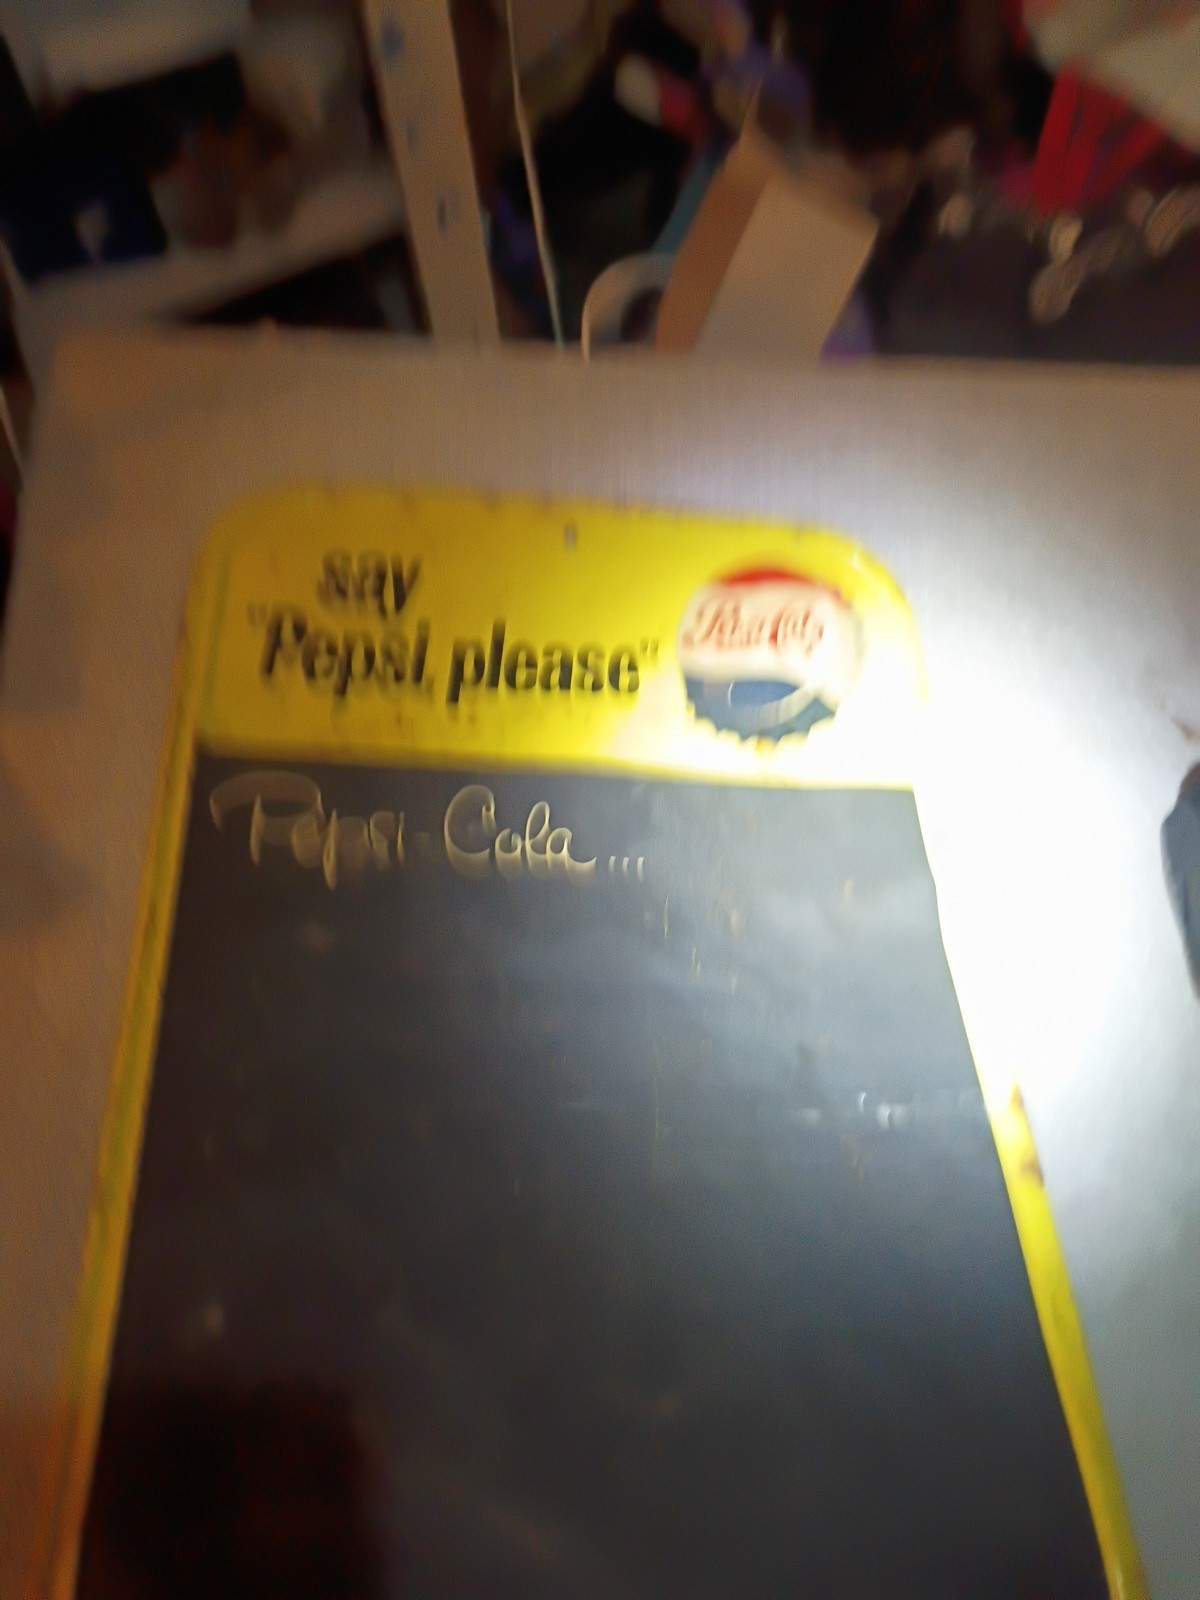 say
"Pepsi, please"
Pepsi-Cola
Pepsi-Cola...